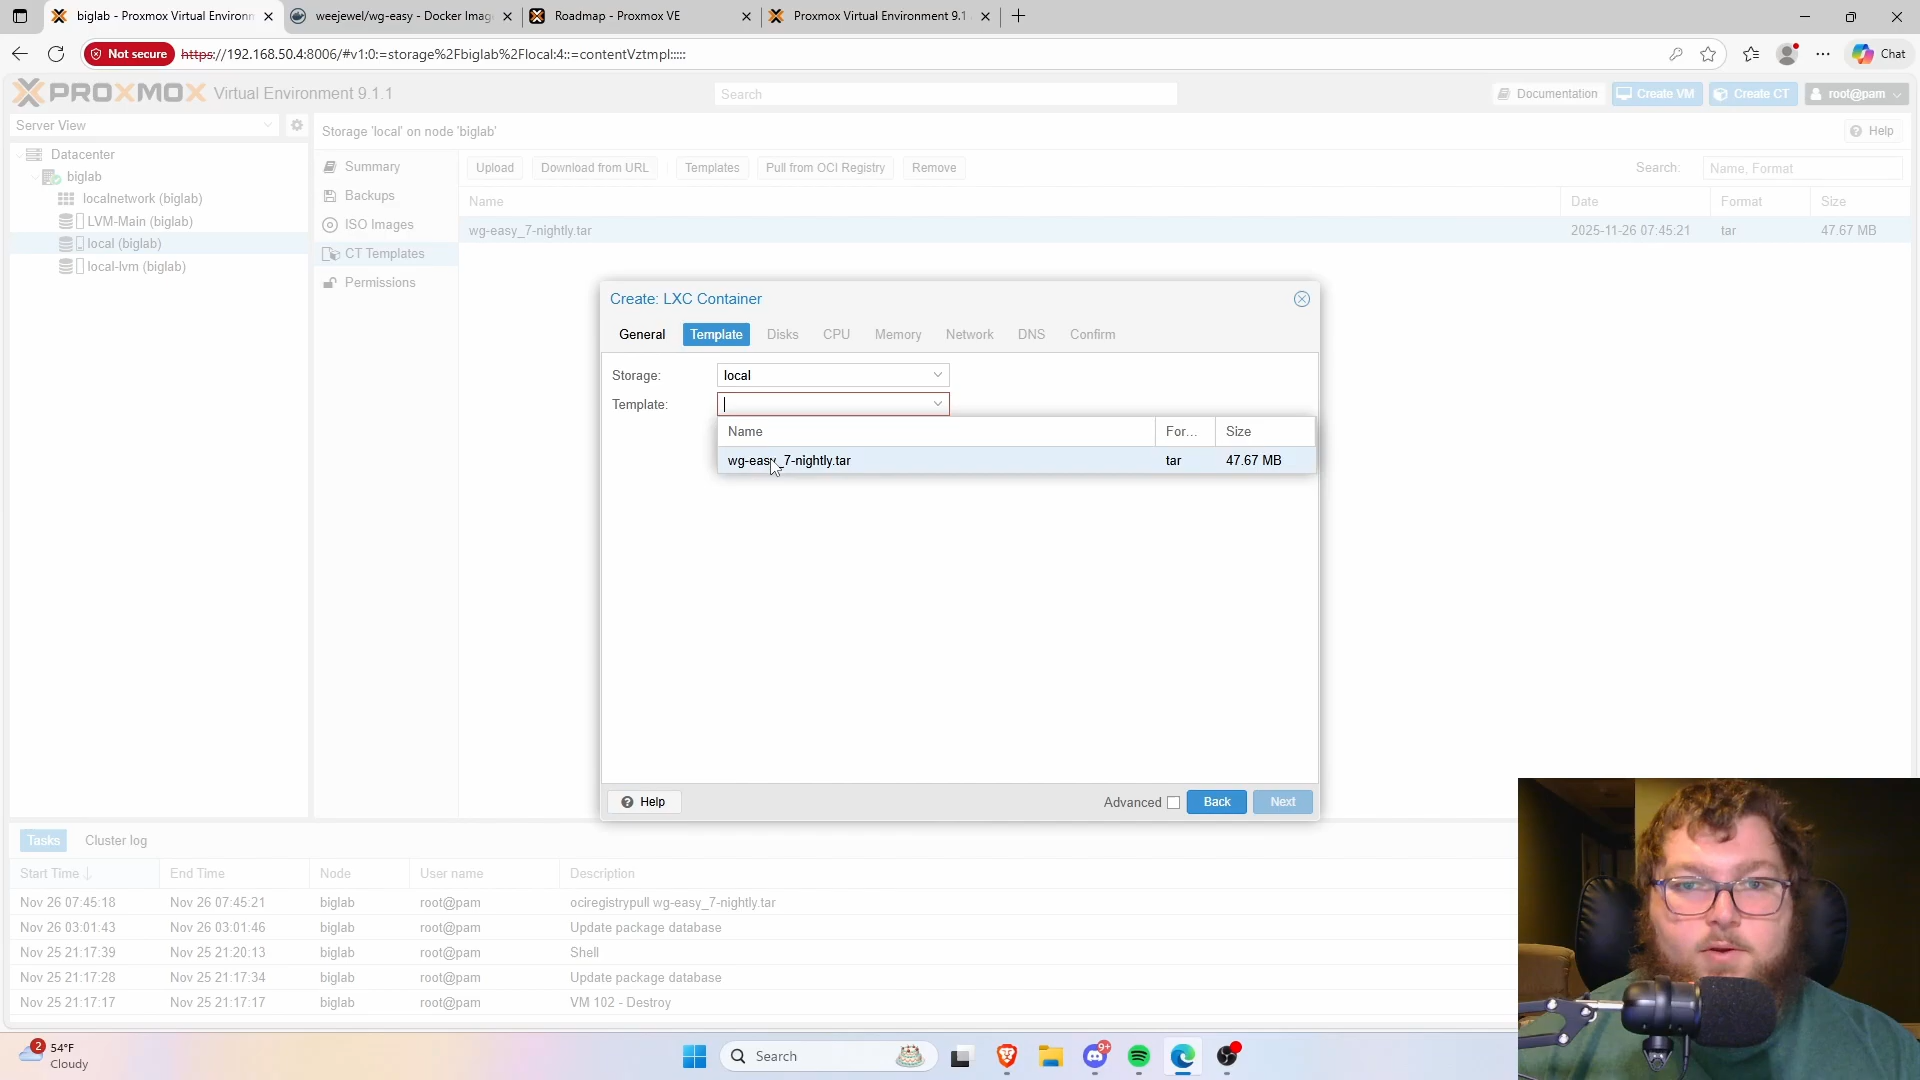 biglab - Proxmox Virtual Environm
weejewel/wg-easy - Docker Imag
Roadmap - Proxmox VE
Proxmox Virtual Environment 9.1
Not secure
https://192.168.50.4:8006/#v1:0:=storage%2Fbiglab%2Flocal:4::=contentVztmpl:::::
Chat
PROXMOX Virtual Environment 9.1.1
Search
Documentation
Create VM
Create CT
root@pam
Server View
Storage 'local' on node 'biglab'
Help
Datacenter
biglab
localnetwork (biglab)
LVM-Main (biglab)
local (biglab)
local-lvm (biglab)
Summary
Backups
ISO Images
CT Templates
Permissions
Upload
Download from URL
Templates
Pull from OCI Registry
Remove
Search:
Name, Format
Name
Date
Format
Size
wg-easy_7-nightly.tar
2025-11-26 07:45:21
tar
47.67 MB
Create: LXC Container
General
Template
Disks
CPU
Memory
Network
DNS
Confirm
Storage:
local
Template:
Name
For...
Size
wg-easy_7-nightly.tar
tar
47.67 MB
Help
Advanced
Back
Next
Tasks
Cluster log
Start Time
End Time
Node
User name
Description
Nov 26 07:45:18
Nov 26 07:45:21
biglab
root@pam
ociregistrypull wg-easy_7-nightly.tar
Nov 26 03:01:43
Nov 26 03:01:46
biglab
root@pam
Update package database
Nov 25 21:17:39
Nov 25 21:20:13
biglab
root@pam
Shell
Nov 25 21:17:28
Nov 25 21:17:34
biglab
root@pam
Update package database
Nov 25 21:17:17
Nov 25 21:17:17
biglab
root@pam
VM 102 - Destroy
2
54°F
Cloudy
Search
9+